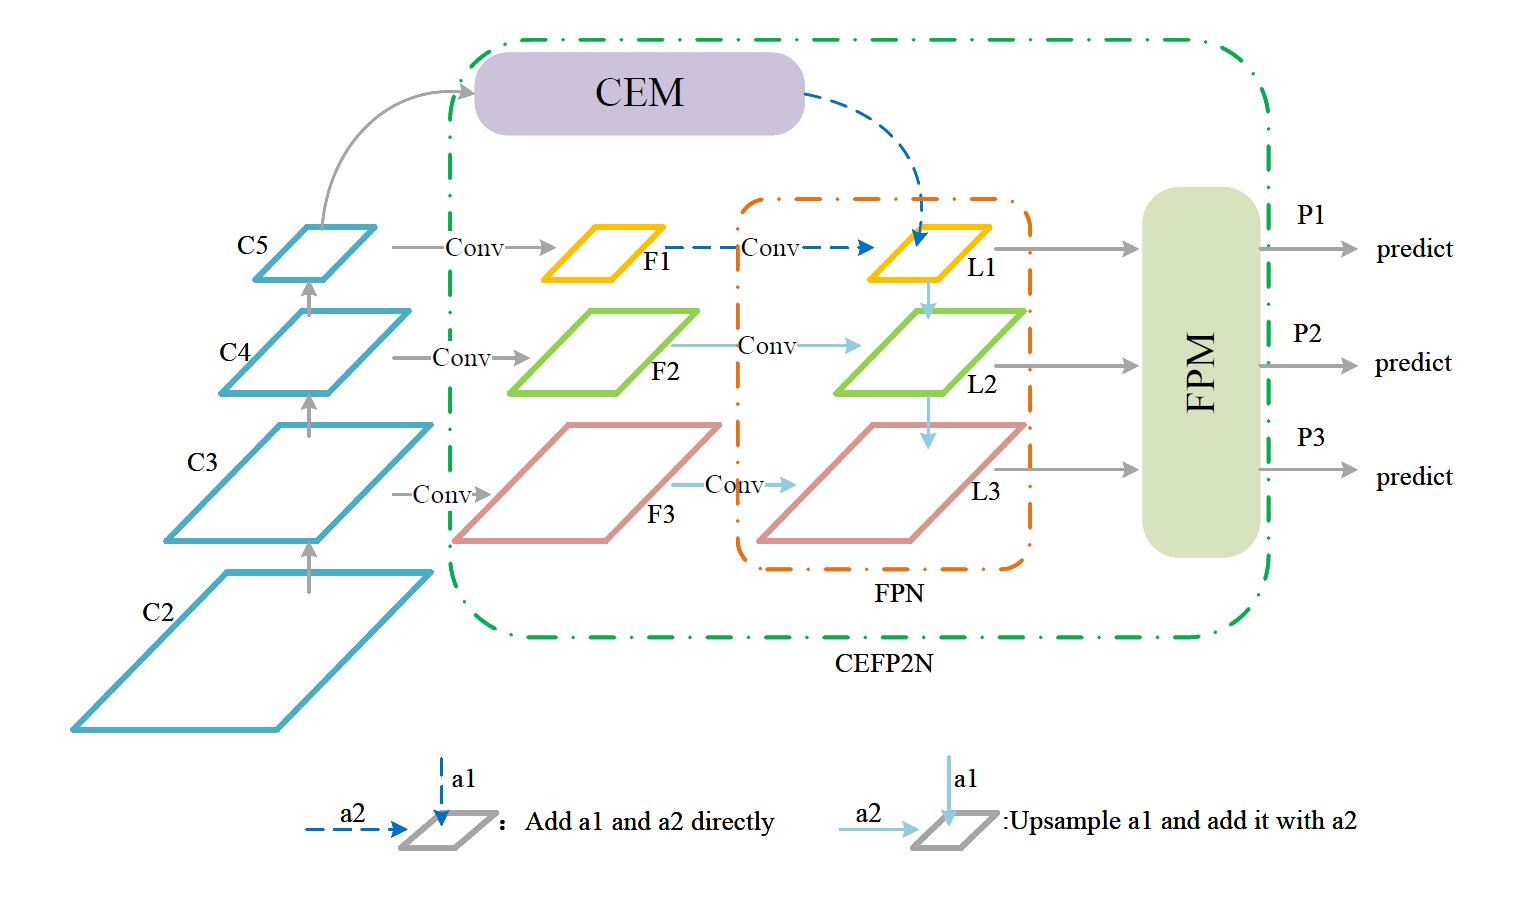 CEM
C5
Conv
F1
Conv
L1
P1
predict
C4
Conv
F2
Conv
L2
P2
predict
FPM
C3
Conv
F3
Conv
L3
P3
predict
C2
FPN
CEFP2N
a1
a2
: Add a1 and a2 directly
a1
a2
:Upsample a1 and add it with a2